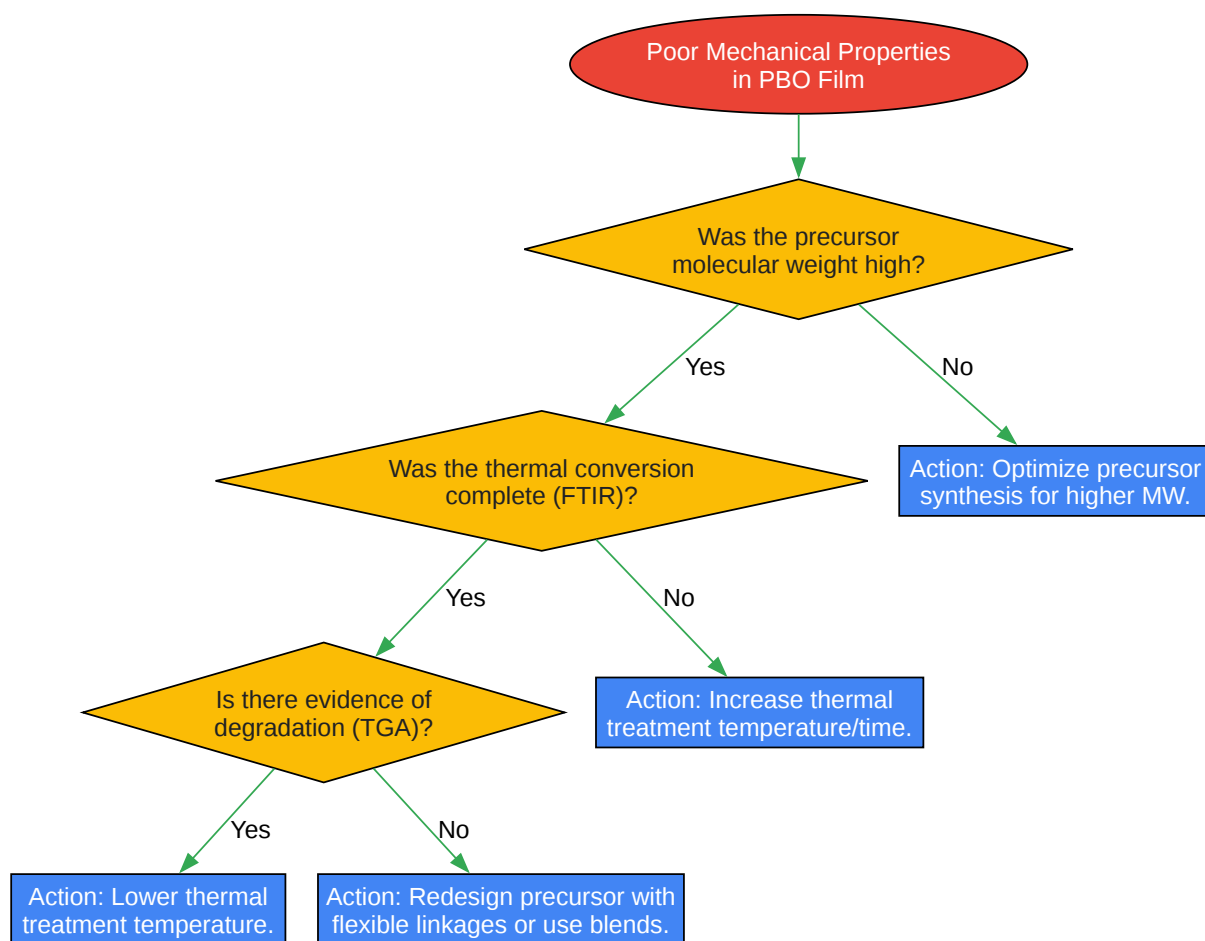 Poor Mechanical Properties
in PBO Film
Was the precursor
molecular weight high?
Yes
No
Was the thermal conversion
complete (FTIR)?
Action: Optimize precursor
synthesis for higher MW.
Yes
No
Is there evidence of
degradation (TGA)?
Action: Increase thermal
treatment temperature/time.
Yes
No
Action: Lower thermal
treatment temperature.
Action: Redesign precursor with
flexible linkages or use blends.